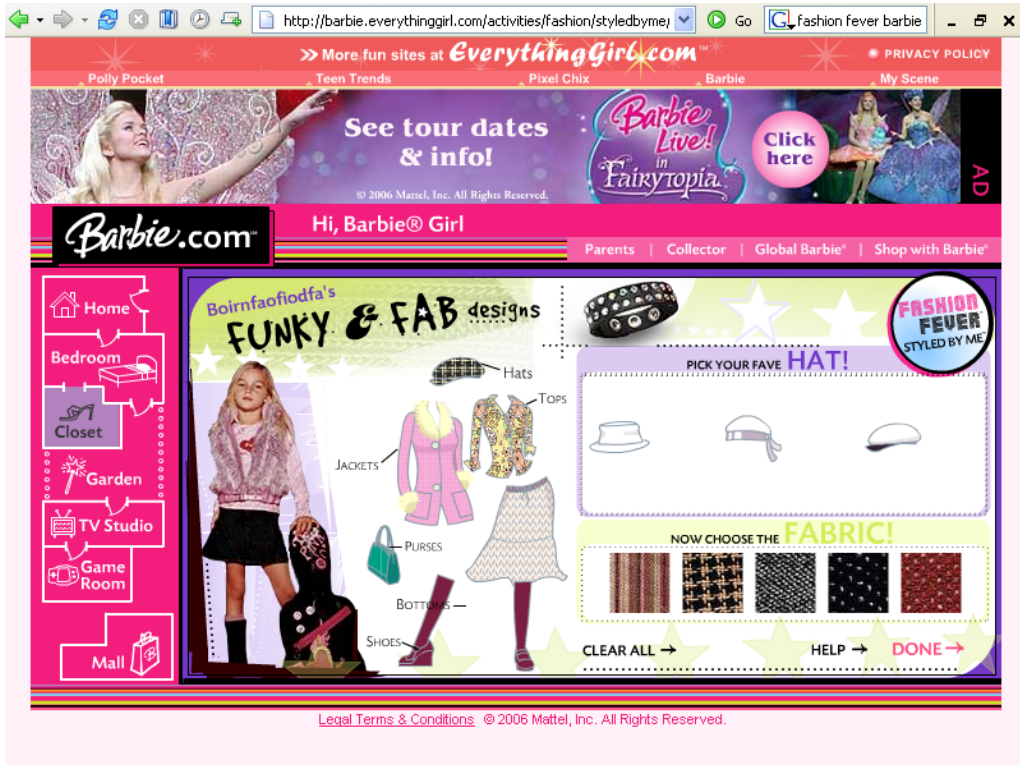 http://barbie.everythinggirl.com/activities/fashion/styledbyme/
Go
fashion fever barbie
>> More fun sites at EverythingGirl.com™
PRIVACY POLICY
Polly Pocket
Teen Trends
Pixel Chix
Barbie
My Scene
See tour dates
& info!
© 2006 Mattel, Inc. All Rights Reserved.
Barbie
Live!
in
Fairytopia
Click
here
AD
Barbie.com
Hi, Barbie® Girl
Parents | Collector | Global Barbie® | Shop with Barbie®
Home
Bedroom
Closet
Garden
TV Studio
Game
Room
Mall
Boirnfaofiodfa's
FUNKY & FAB designs
FASHION
FEVER
STYLED BY ME™
HATS
TOPS
JACKETS
PURSES
BOTTOMS
SHOES
PICK YOUR FAVE HAT!
NOW CHOOSE THE FABRIC!
CLEAR ALL →
HELP →
DONE →
Legal Terms & Conditions © 2006 Mattel, Inc. All Rights Reserved.